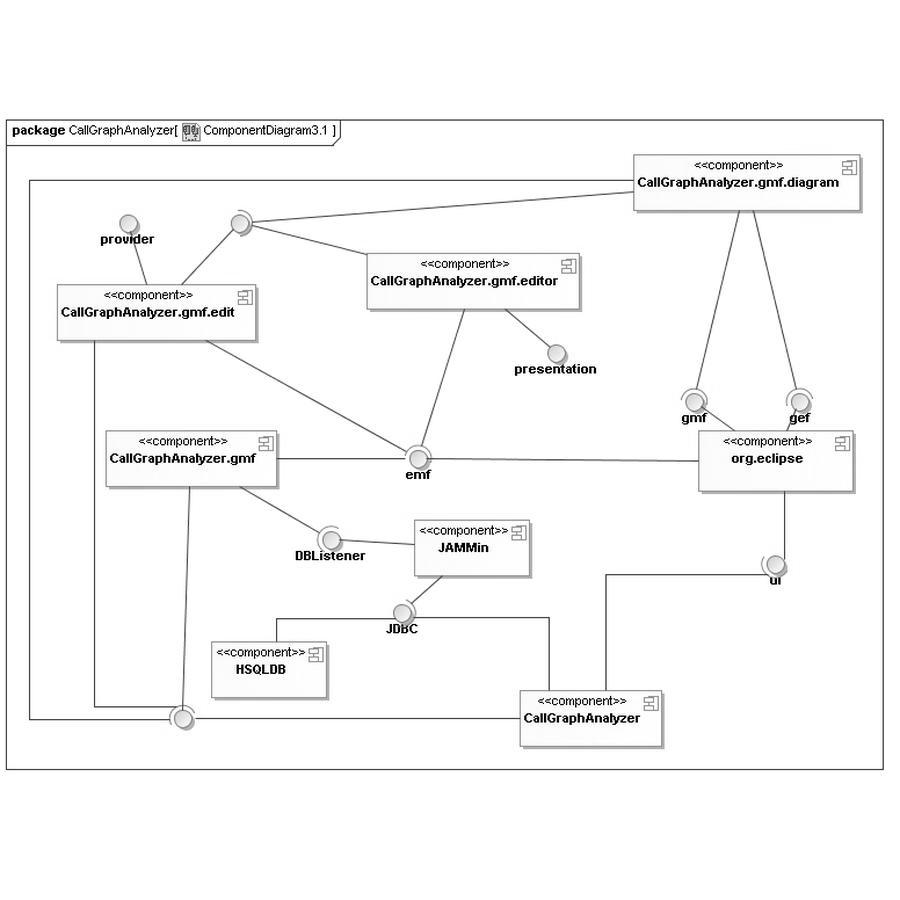 package CallGraphAnalyzer[ ComponentDiagram3.1 ]
<<component>>
CallGraphAnalyzer.gmf.diagram
provider
<<component>>
CallGraphAnalyzer.gmf.editor
<<component>>
CallGraphAnalyzer.gmf.edit
presentation
gmf
gef
<<component>>
CallGraphAnalyzer.gmf
emf
<<component>>
org.eclipse
<<component>>
JAMMin
DBListener
ui
JDBC
<<component>>
HSQLDB
<<component>>
CallGraphAnalyzer